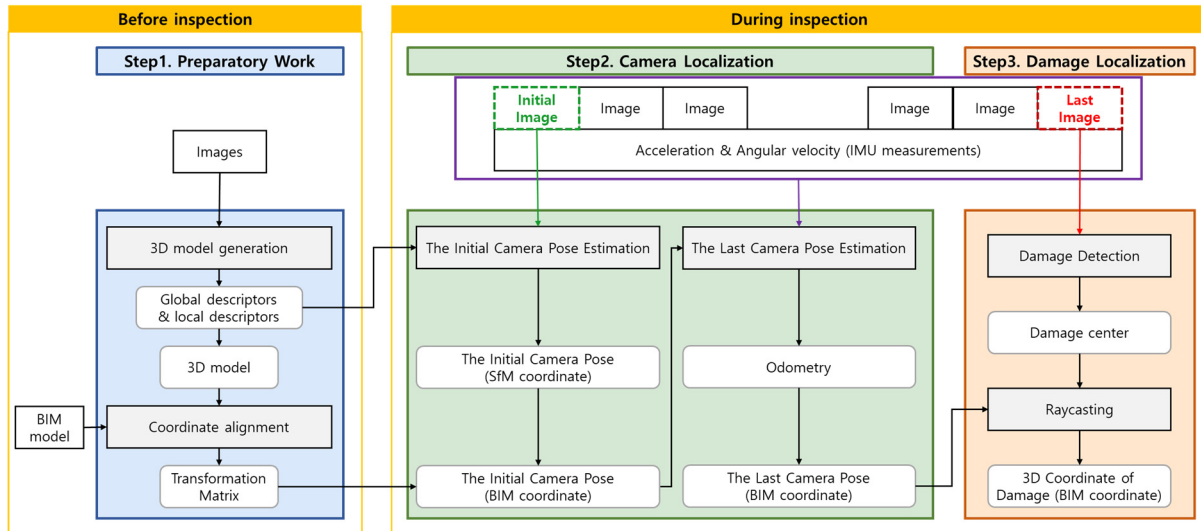 Before inspection
During inspection
Step1. Preparatory Work
Step2. Camera Localization
Step3. Damage Localization
Initial
Image
Image
Image
Image
Image
Last
Image
Acceleration & Angular velocity (IMU measurements)
Images
3D model generation
Global descriptors
& local descriptors
3D model
BIM
model
Coordinate alignment
Transformation
Matrix
The Initial Camera Pose Estimation
The Initial Camera Pose
(SfM coordinate)
The Initial Camera Pose
(BIM coordinate)
The Last Camera Pose Estimation
Odometry
The Last Camera Pose
(BIM coordinate)
Damage Detection
Damage center
Raycasting
3D Coordinate of
Damage (BIM coordinate)